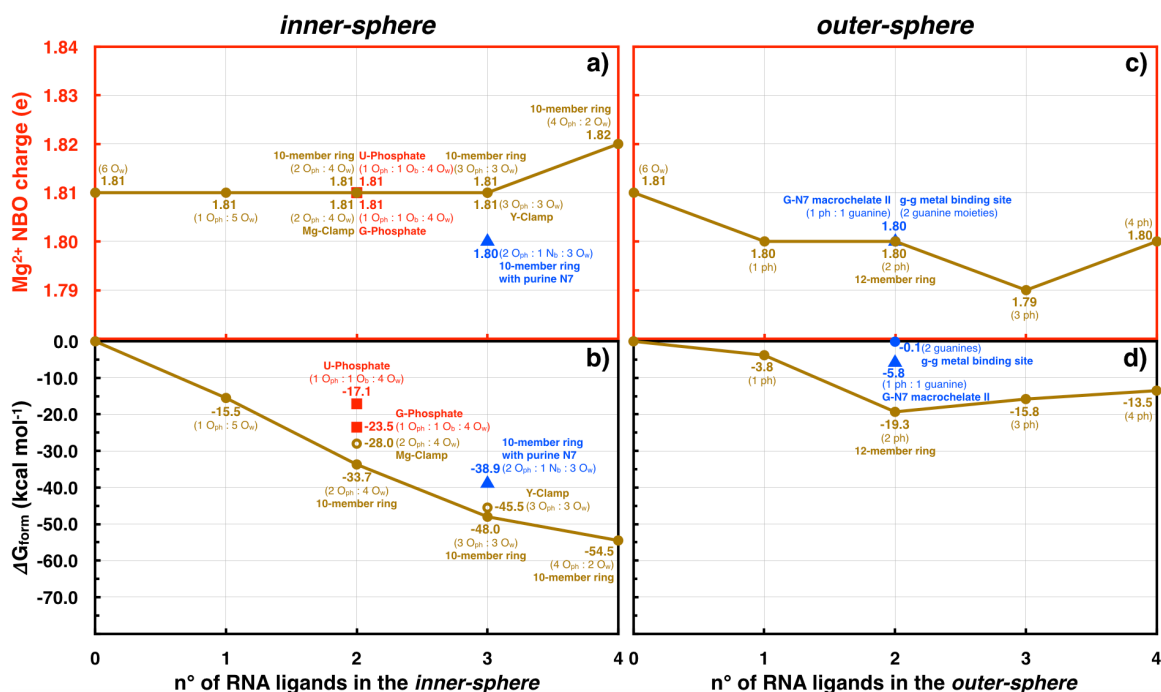 inner-sphere
outer-sphere
Mg2+ NBO charge (e)
1.84
1.83
1.82
1.81
1.80
1.79
a)
(6 Ow)
1.81
1.81
(1 Oph : 5 Ow)
10-member ring
(2 Oph : 4 Ow)
1.81
U-Phosphate
(1 Oph : 1 Ob : 4 Ow)
1.81
1.81
(2 Oph : 4 Ow)
Mg-Clamp
1.81
(1 Oph : 1 Ob : 4 Ow)
G-Phosphate
10-member ring
(3 Oph : 3 Ow)
1.81
1.81
(3 Oph : 3 Ow)
Y-Clamp
10-member ring
(4 Oph : 2 Ow)
1.82
1.80 (2 Oph : 1 Nb : 3 Ow)
10-member ring
with purine N7
c)
(6 Ow)
1.81
1.80
(1 ph)
G-N7 macrochelate II
(1 ph : 1 guanine)
g-g metal binding site
(2 guanine moieties)
1.80
1.80
(2 ph)
12-member ring
1.79
(3 ph)
(4 ph)
1.80
ΔGform (kcal mol-1)
0.0
-10.0
-20.0
-30.0
-40.0
-50.0
-60.0
-70.0
b)
-15.5
(1 Oph : 5 Ow)
U-Phosphate
(1 Oph : 1 Ob : 4 Ow)
-17.1
G-Phosphate
-23.5 (1 Oph : 1 Ob : 4 Ow)
-28.0 (2 Oph : 4 Ow)
Mg-Clamp
-33.7
(2 Oph : 4 Ow)
10-member ring
10-member ring
with purine N7
-38.9 (2 Oph : 1 Nb : 3 Ow)
Y-Clamp
-45.5 (3 Oph : 3 Ow)
-48.0
(3 Oph : 3 Ow)
10-member ring
-54.5
(4 Oph : 2 Ow)
10-member ring
d)
-3.8
(1 ph)
-0.1 (2 guanines)
g-g metal binding site
-5.8
(1 ph : 1 guanine)
G-N7 macrochelate II
-19.3
(2 ph)
12-member ring
-15.8
(3 ph)
-13.5
(4 ph)
0 1 2 3 4
0 1 2 3 4
n° of RNA ligands in the inner-sphere
n° of RNA ligands in the outer-sphere